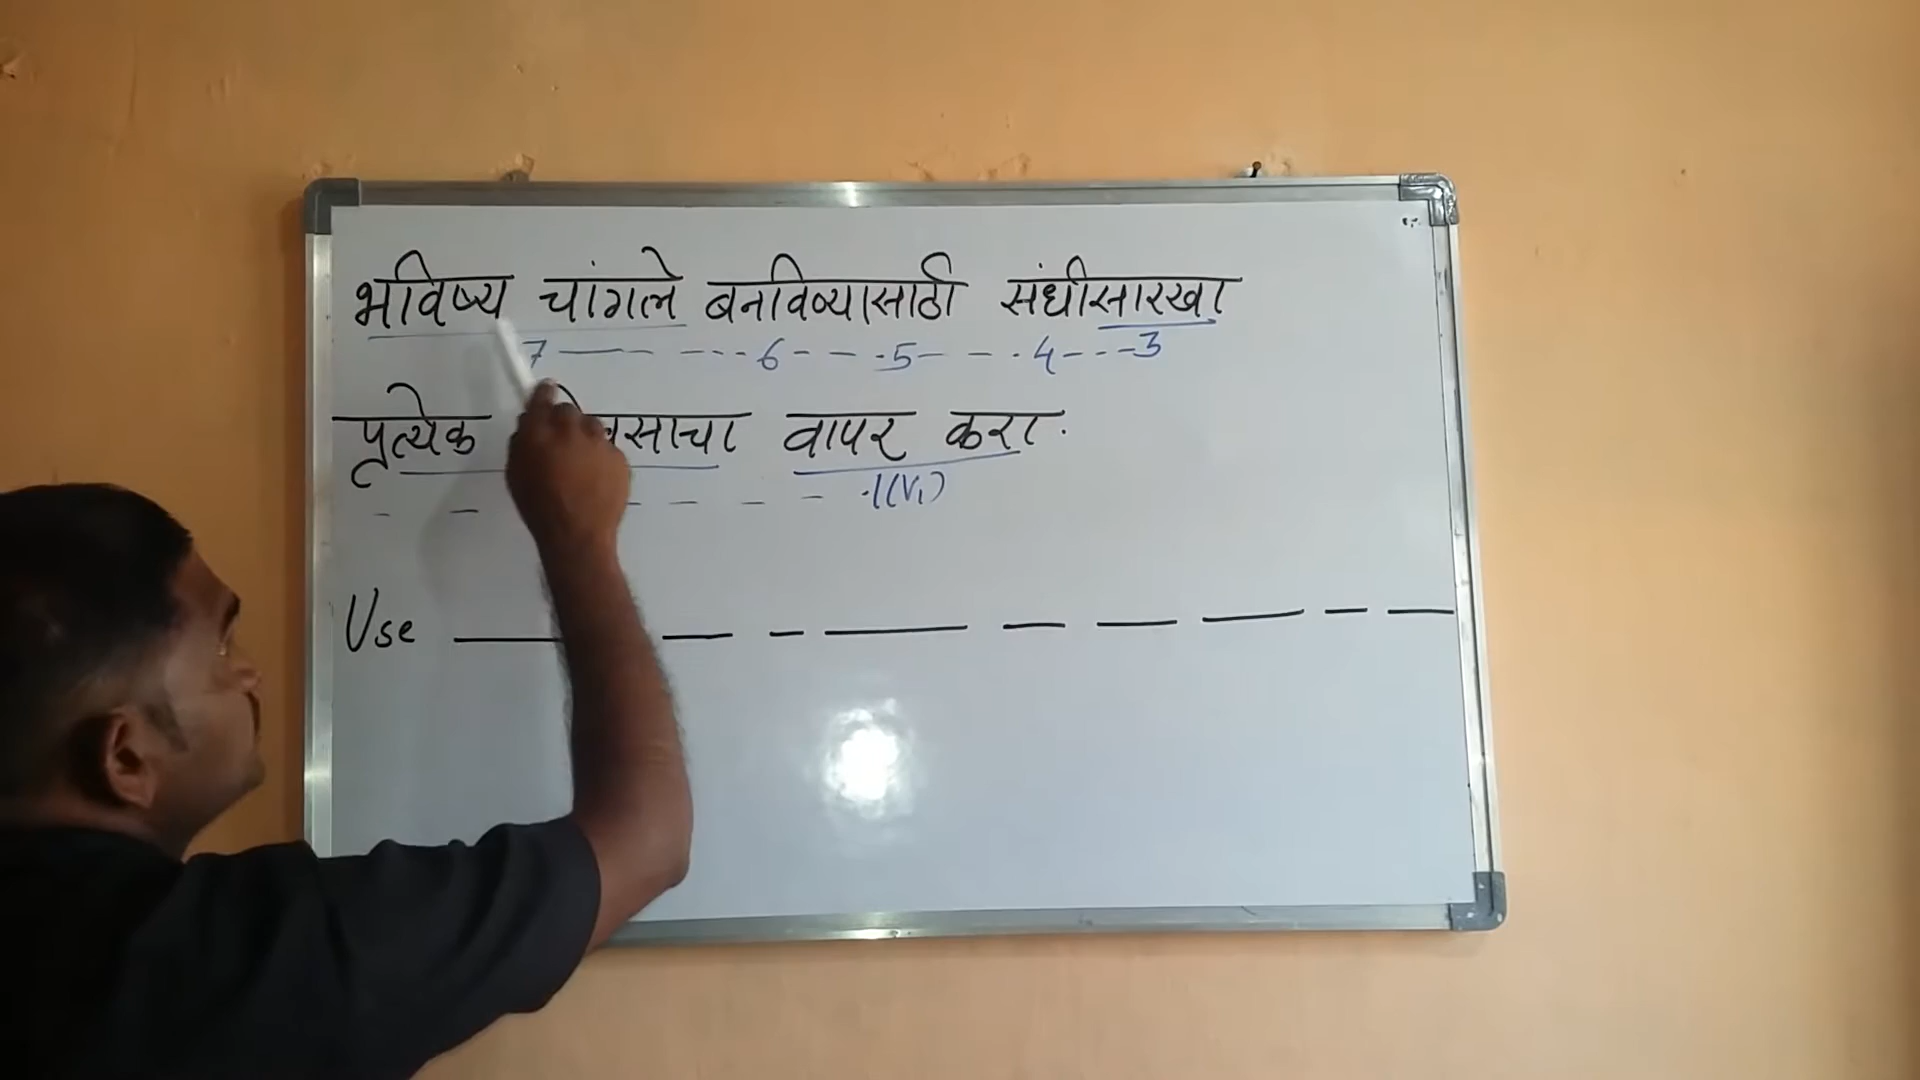 भविष्य चांगले बनविण्यासाठी संधीसारखा
7 6 5 4 3
प्रत्येक वापर करा.
1(V1)
Use